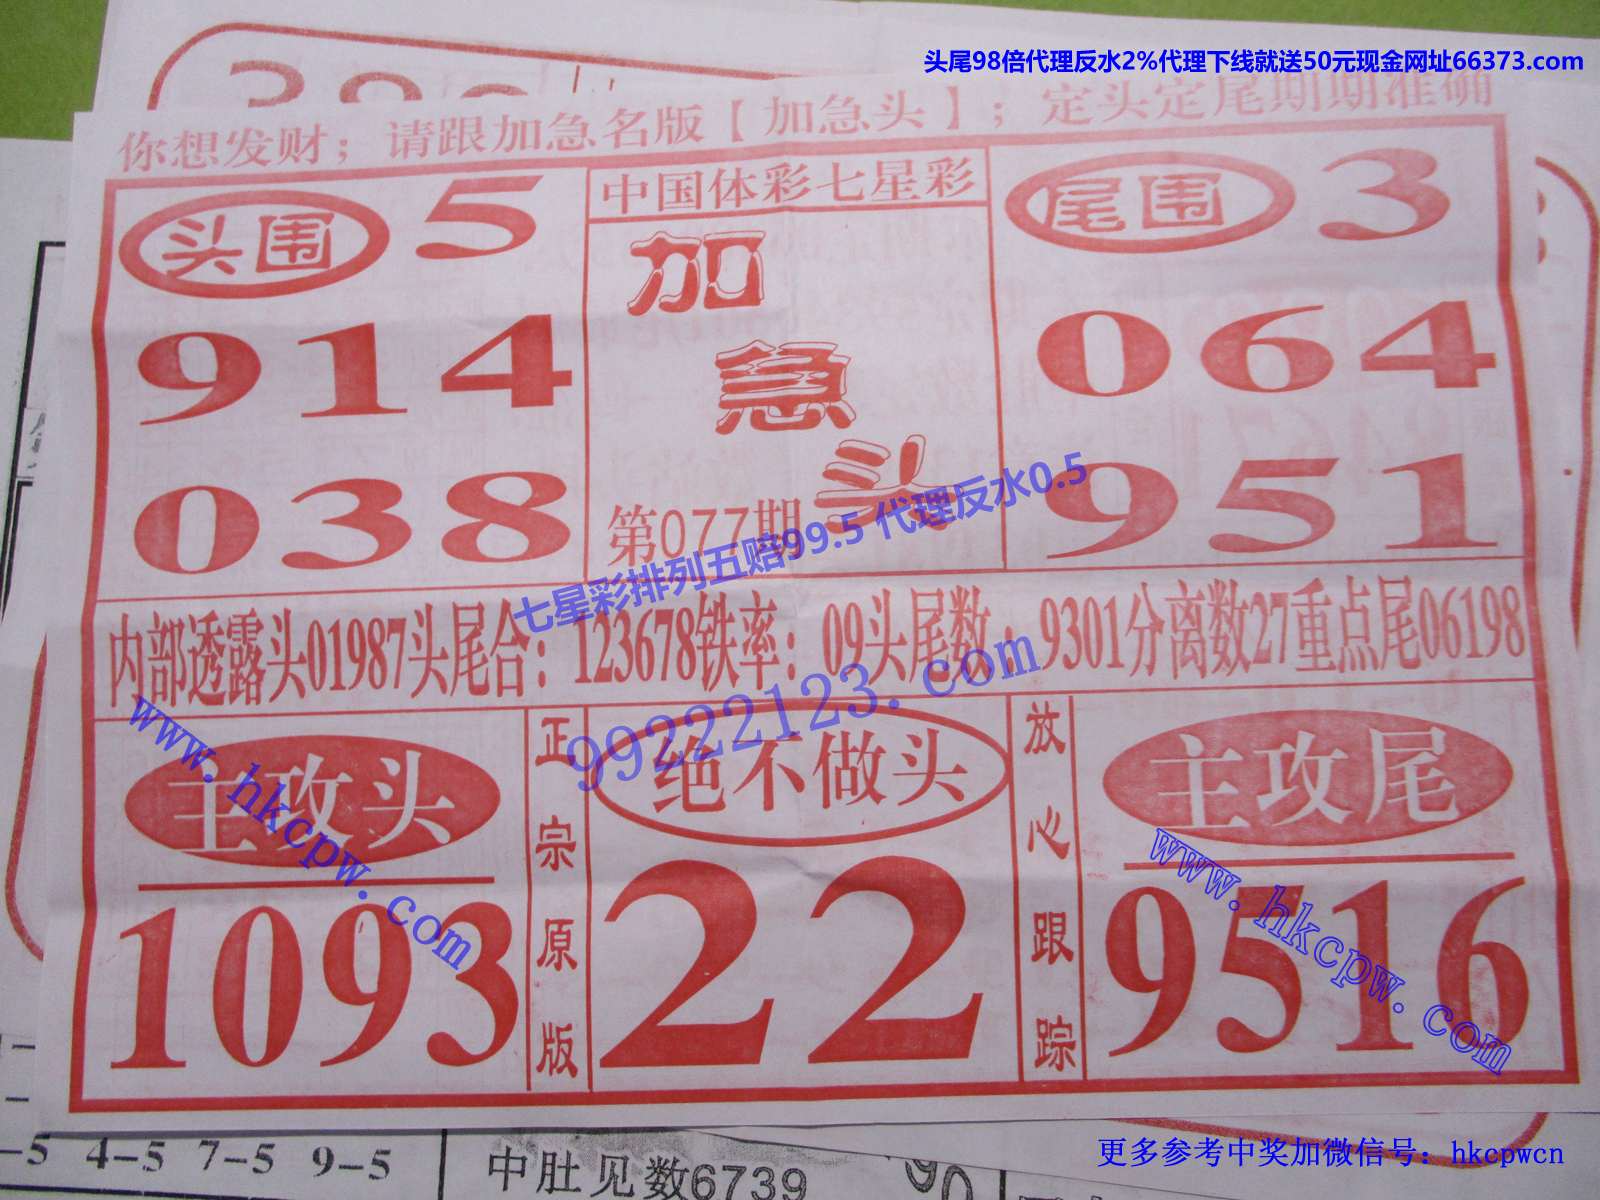 头尾98倍代理反水2%代理下线就送50元现金网址66373.com
你想发财；请跟加急名版【加急头】；定头定尾期期准确
头围 5
914
038
中国体彩七星彩
加急头
第077期
尾围 3
064
951
七星彩排列五赔99.5 代理反水0.5
内部透露头01987头尾合：123678铁率：09头尾数：9301分离数27重点尾06198
99222123.com
主攻头
1093
正宗原版
绝不做头
22
放心跟踪
主攻尾
9516
www.hkcpw.com
www.hkcpw.com
-5 4-5 7-5 9-5
中肚见数6739
更多参考中奖加微信号：hkcpwcn